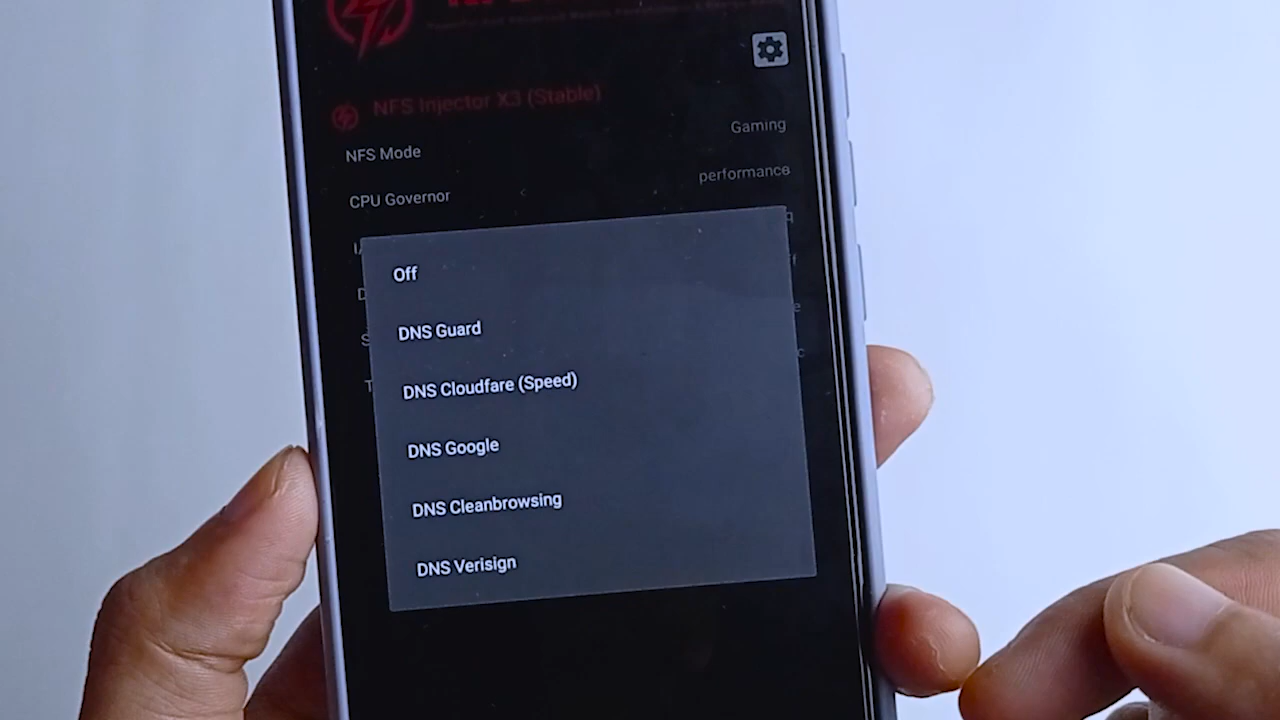 NFS Injector X3 (Stable)
NFS Mode
Gaming
CPU Governor
performance
Off
DNS Guard
DNS Cloudfare (Speed)
DNS Google
DNS Cleanbrowsing
DNS Verisign